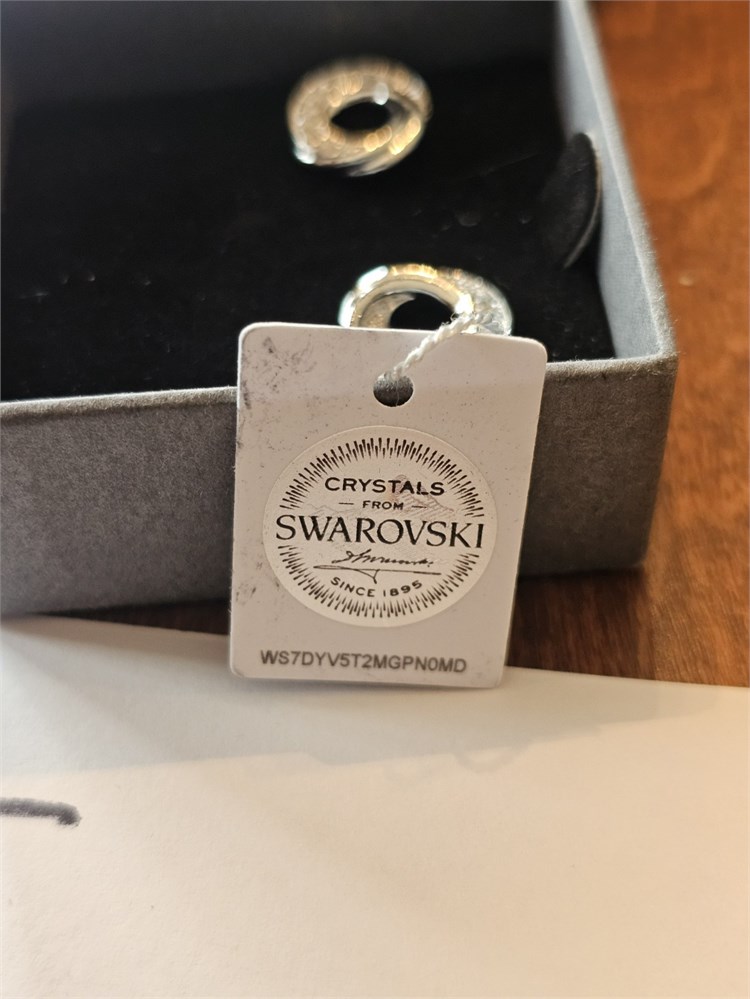 CRYSTALS
FROM
SWAROVSKI
SINCE 1895
WS7DYV5T2MGPN0MD